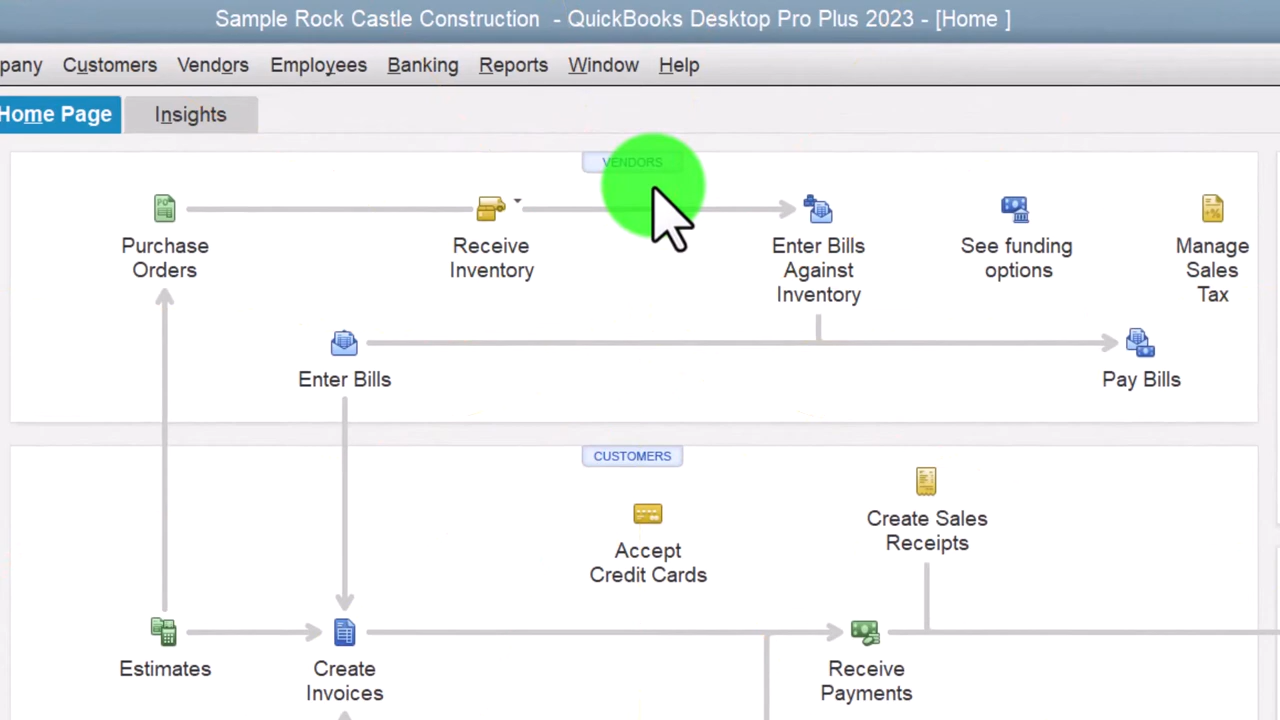 Sample Rock Castle Construction - QuickBooks Desktop Pro Plus 2023 - [Home ]
pany Customers Vendors Employees Banking Reports Window Help
Home Page Insights
VENDORS
Purchase
Orders
Receive
Inventory
Enter Bills
Against
Inventory
See funding
options
Manage
Sales
Tax
Enter Bills
Pay Bills
CUSTOMERS
Accept
Credit Cards
Create Sales
Receipts
Estimates
Create
Invoices
Receive
Payments